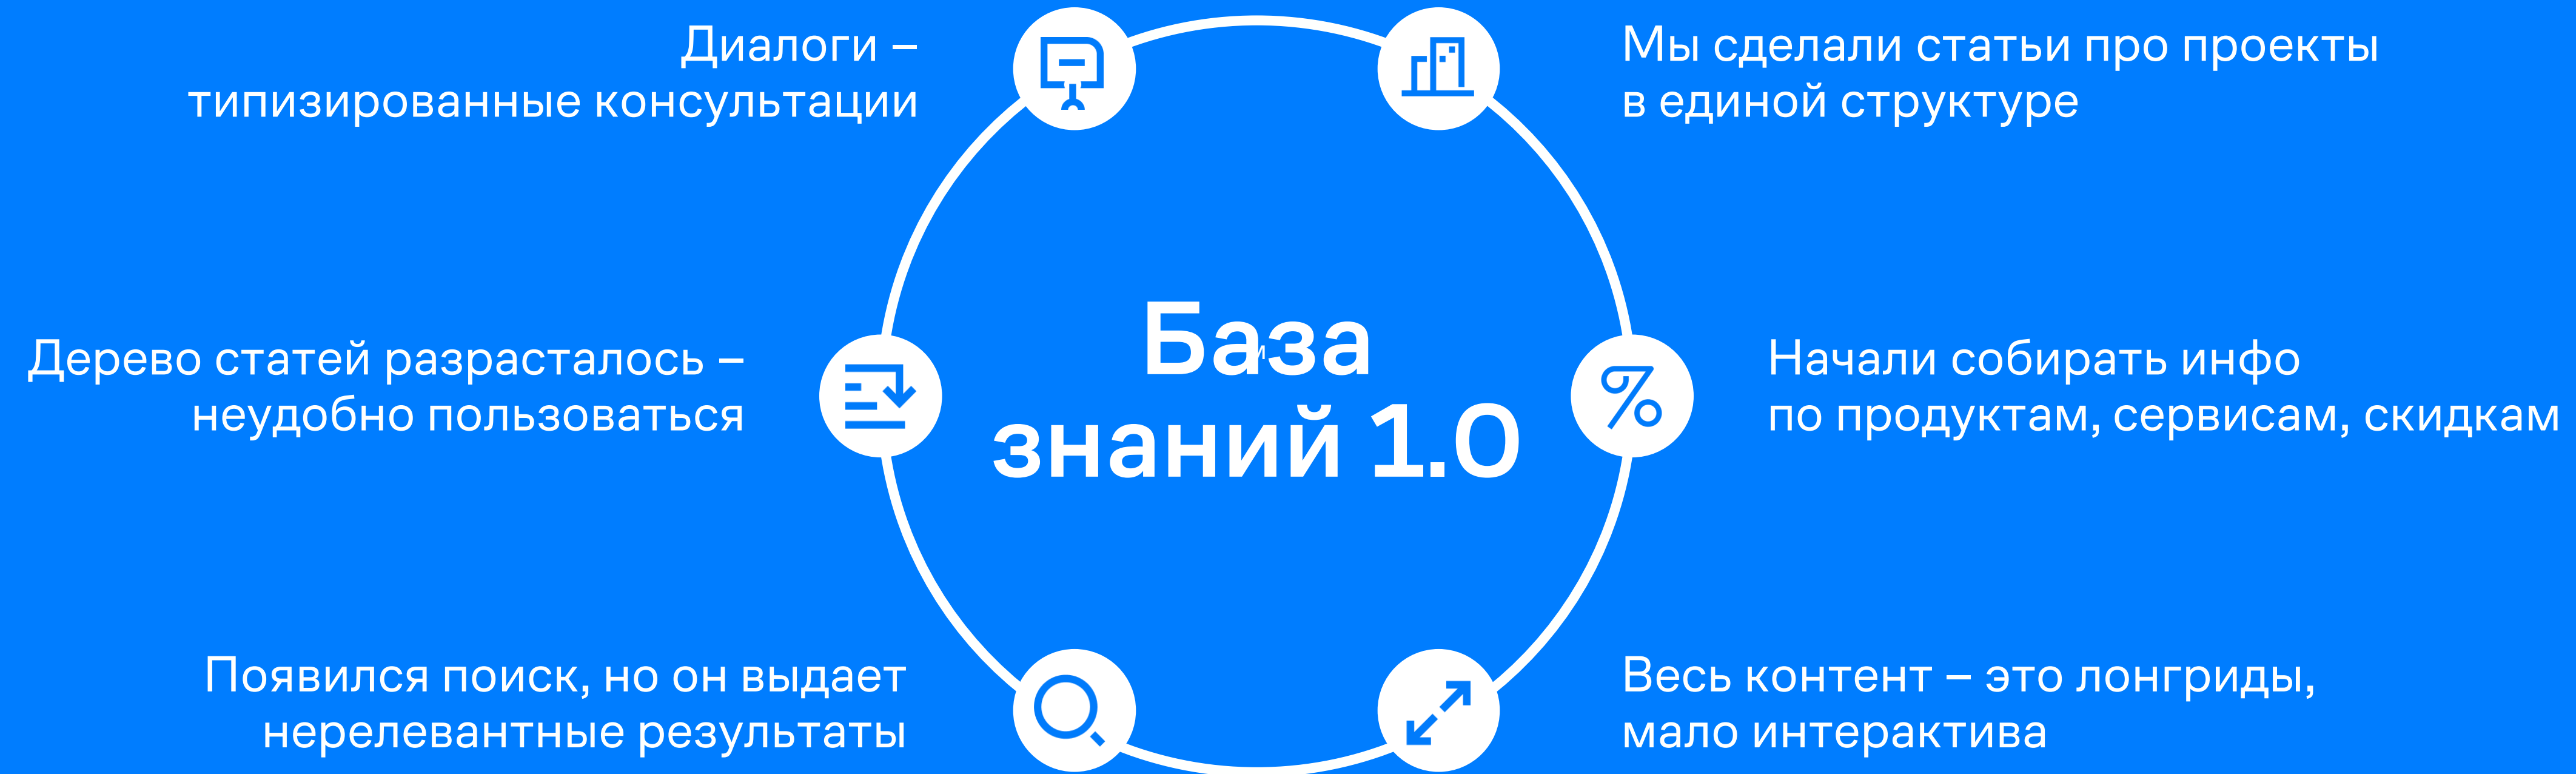 Диалоги –
типизированные консультации
Мы сделали статьи про проекты
в единой структуре
Дерево статей разрасталось –
неудобно пользоваться
База
и
знаний 1.0
Начали собирать инфо
по продуктам, сервисам, скидкам
Появился поиск, но он выдает
нерелевантные результаты
Весь контент – это лонгриды,
мало интерактива